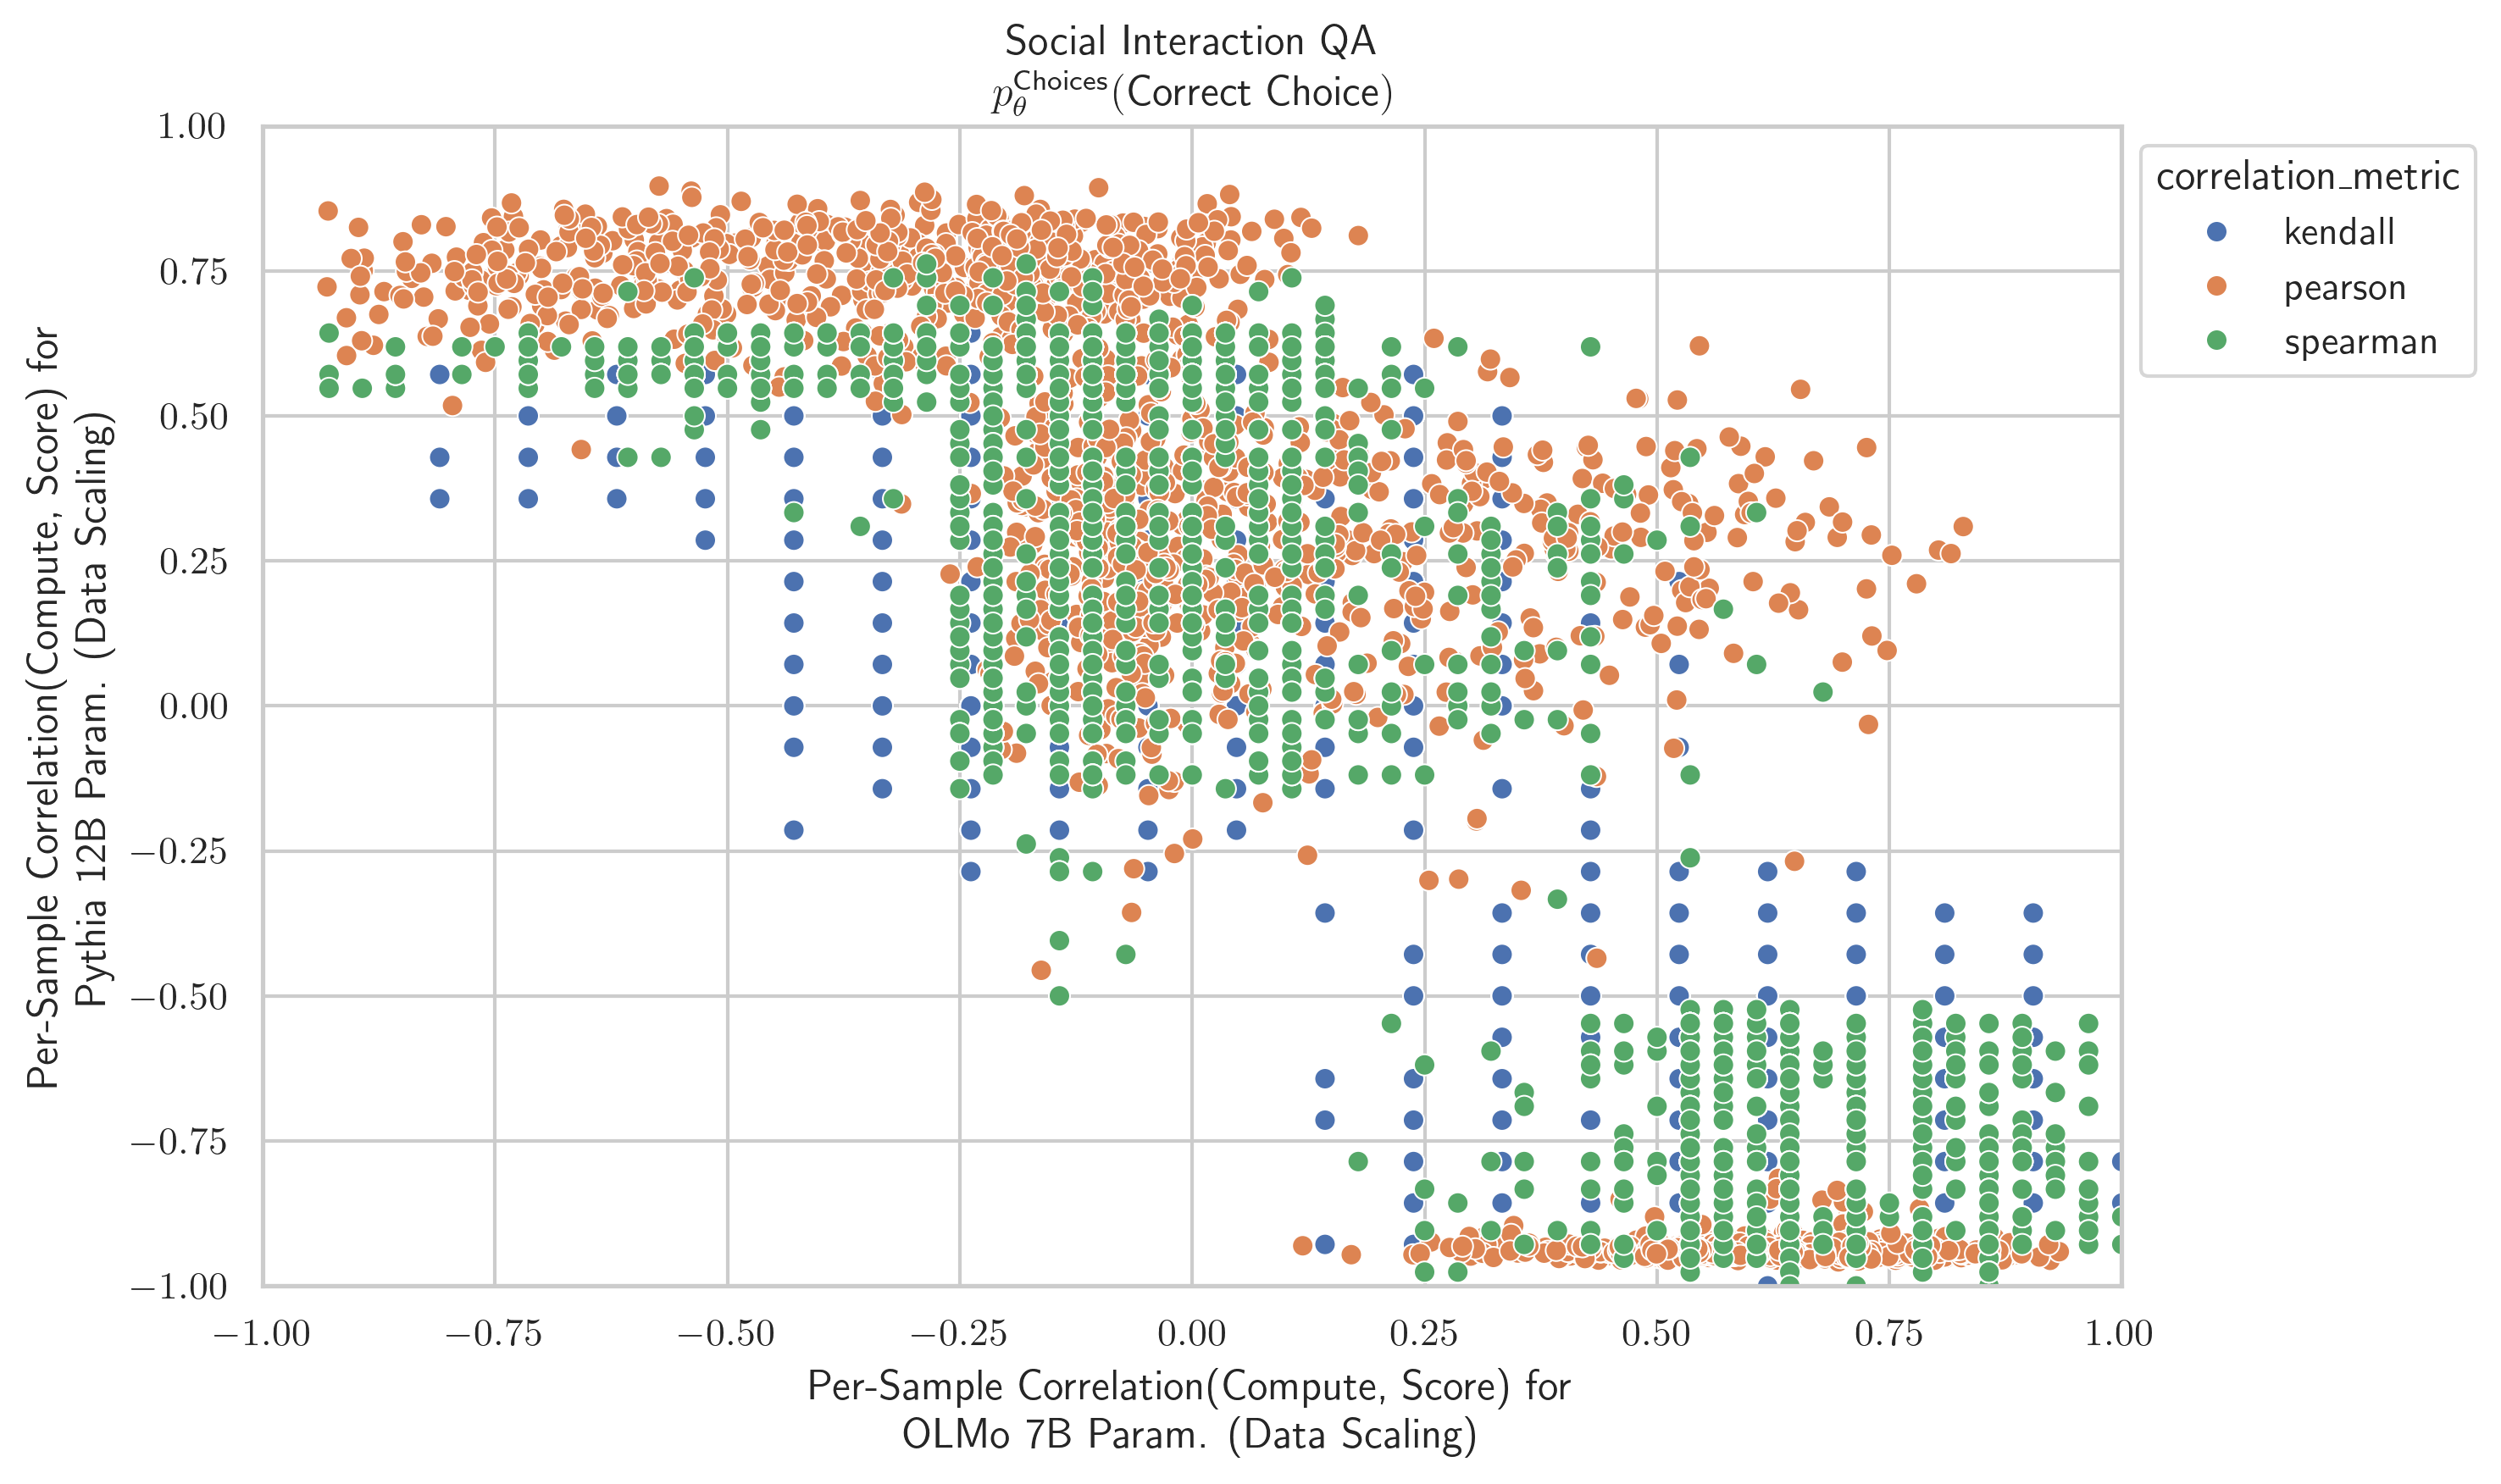 Social Interaction QA
p_θ^Choices(Correct Choice)
1.00
0.75
0.50
0.25
0.00
−0.25
−0.50
−0.75
−1.00
Per-Sample Correlation(Compute, Score) for
Pythia 12B Param. (Data Scaling)
correlation_metric
kendall
pearson
spearman
−1.00 −0.75 −0.50 −0.25 0.00 0.25 0.50 0.75 1.00
Per-Sample Correlation(Compute, Score) for
OLMo 7B Param. (Data Scaling)